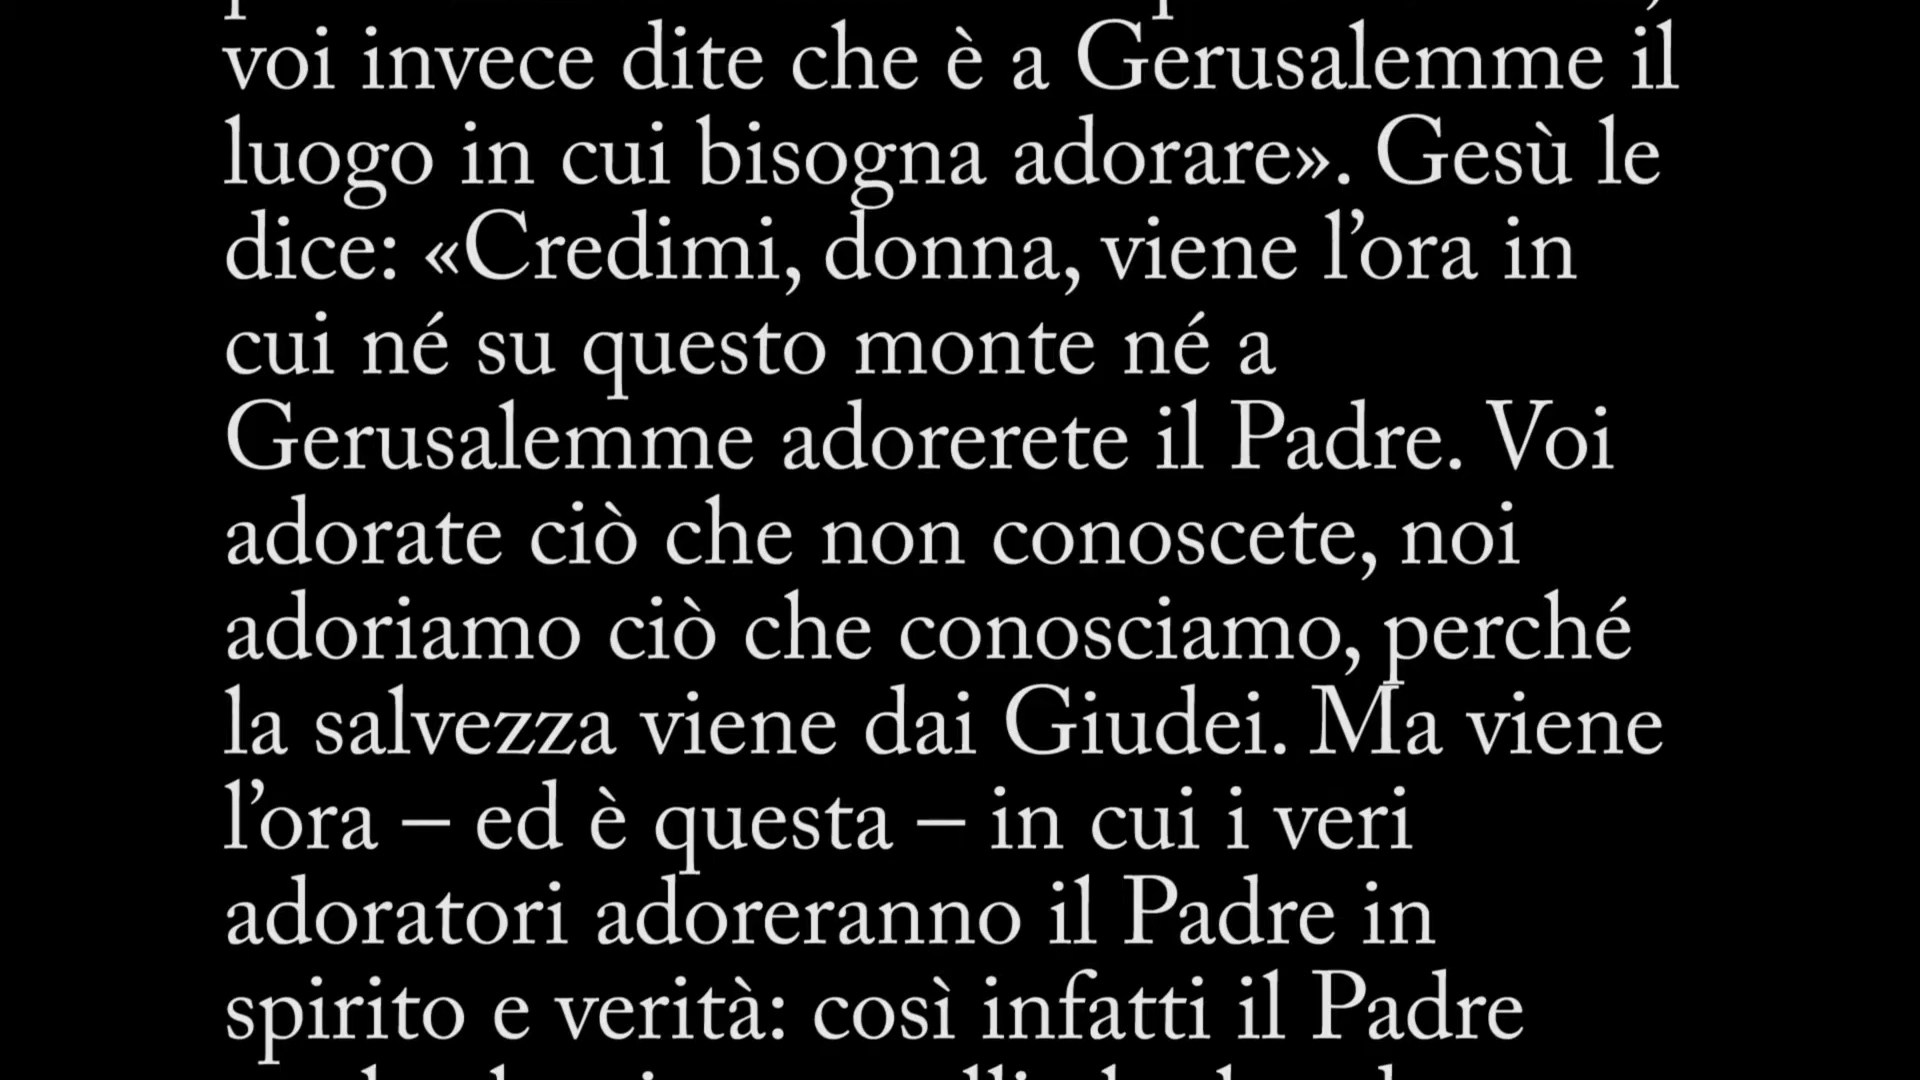 voi invece dite che è a Gerusalemme il
luogo in cui bisogna adorare». Gesù le
dice: «Credimi, donna, viene l’ora in
cui né su questo monte né a
Gerusalemme adorerete il Padre. Voi
adorate ciò che non conoscete, noi
adoriamo ciò che conosciamo, perché
la salvezza viene dai Giudei. Ma viene
l’ora – ed è questa – in cui i veri
adoratori adoreranno il Padre in
spirito e verità: così infatti il Padre